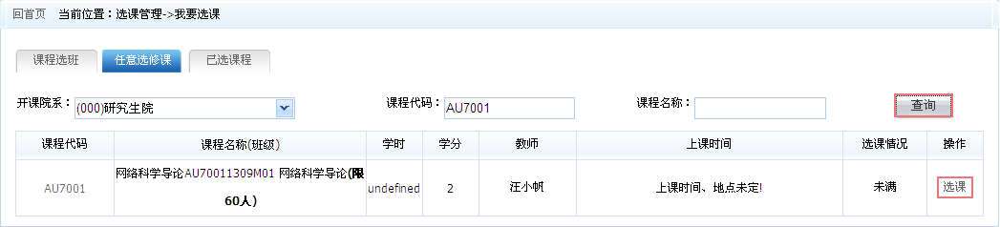 回首页 当前位置：选课管理->我要选课
课程选班 任意选修课 已选课程
开课院系： (000)研究生院 课程代码： AU7001 课程名称： 查询
课程代码 课程名称(班级) 学时 学分 教师 上课时间 选课情况 操作
AU7001 网络科学导论AU70011309M01 网络科学导论(限 undefined 2 汪小帆 上课时间、地点未定! 未满 选课
60人)